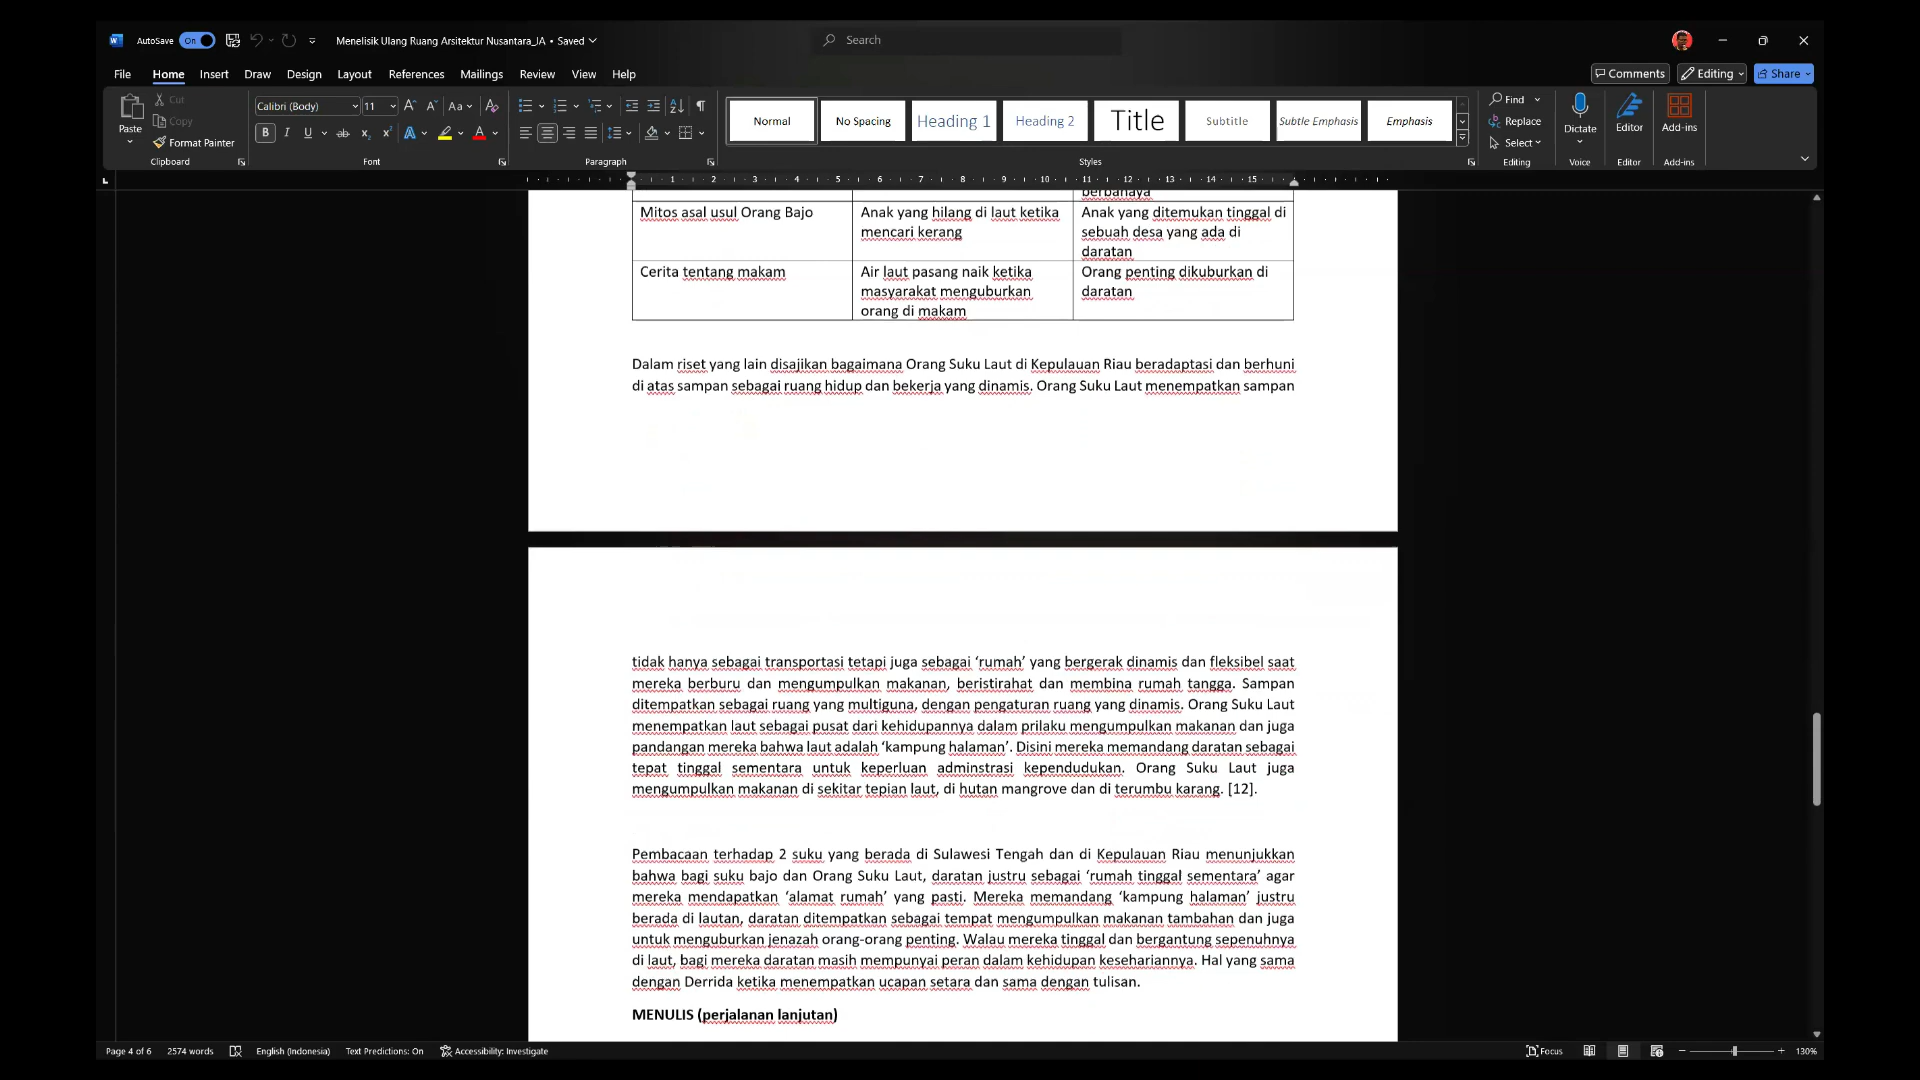 AutoSave On Menelisik Ulang Ruang Arsitektur Nusantara_JA • Saved Search
File Home Insert Draw Design Layout References Mailings Review View Help Comments Editing Share
Paste Cut Copy Format Painter Clipboard
Calibri (Body) 11 Font
Paragraph
Normal No Spacing Heading 1 Heading 2 Title Subtitle Subtle Emphasis Emphasis Styles
Find Replace Select Editing
Dictate Voice
Editor Editor
Add-ins Add-ins
1 2 3 4 5 6 7 8 9 10 11 12 13 14 15
berbahaya
Mitos asal usul Orang Bajo
Anak yang hilang di laut ketika
mencari kerang
Anak yang ditemukan tinggal di
sebuah desa yang ada di
daratan
Cerita tentang makam
Air laut pasang naik ketika
masyarakat menguburkan
orang di makam
Orang penting dikuburkan di
daratan
Dalam riset yang lain disajikan bagaimana Orang Suku Laut di Kepulauan Riau beradaptasi dan berhuni
di atas sampan sebagai ruang hidup dan bekerja yang dinamis. Orang Suku Laut menempatkan sampan
tidak hanya sebagai transportasi tetapi juga sebagai ‘rumah’ yang bergerak dinamis dan fleksibel saat
mereka berburu dan mengumpulkan makanan, beristirahat dan membina rumah tangga. Sampan
ditempatkan sebagai ruang yang multiguna, dengan pengaturan ruang yang dinamis. Orang Suku Laut
menempatkan laut sebagai pusat dari kehidupannya dalam prilaku mengumpulkan makanan dan juga
pandangan mereka bahwa laut adalah ‘kampung halaman’. Disini mereka memandang daratan sebagai
tepat tinggal sementara untuk keperluan adminstrasi kependudukan. Orang Suku Laut juga
mengumpulkan makanan di sekitar tepian laut, di hutan mangrove dan di terumbu karang. [12].
Pembacaan terhadap 2 suku yang berada di Sulawesi Tengah dan di Kepulauan Riau menunjukkan
bahwa bagi suku bajo dan Orang Suku Laut, daratan justru sebagai ‘rumah tinggal sementara’ agar
mereka mendapatkan ‘alamat rumah’ yang pasti. Mereka memandang ‘kampung halaman’ justru
berada di lautan, daratan ditempatkan sebagai tempat mengumpulkan makanan tambahan dan juga
untuk menguburkan jenazah orang-orang penting. Walau mereka tinggal dan bergantung sepenuhnya
di laut, bagi mereka daratan masih mempunyai peran dalam kehidupan kesehariannya. Hal yang sama
dengan Derrida ketika menempatkan ucapan setara dan sama dengan tulisan.
MENULIS (perjalanan lanjutan)
Page 4 of 6 2574 words English (Indonesia) Text Predictions: On Accessibility: Investigate Focus 130%